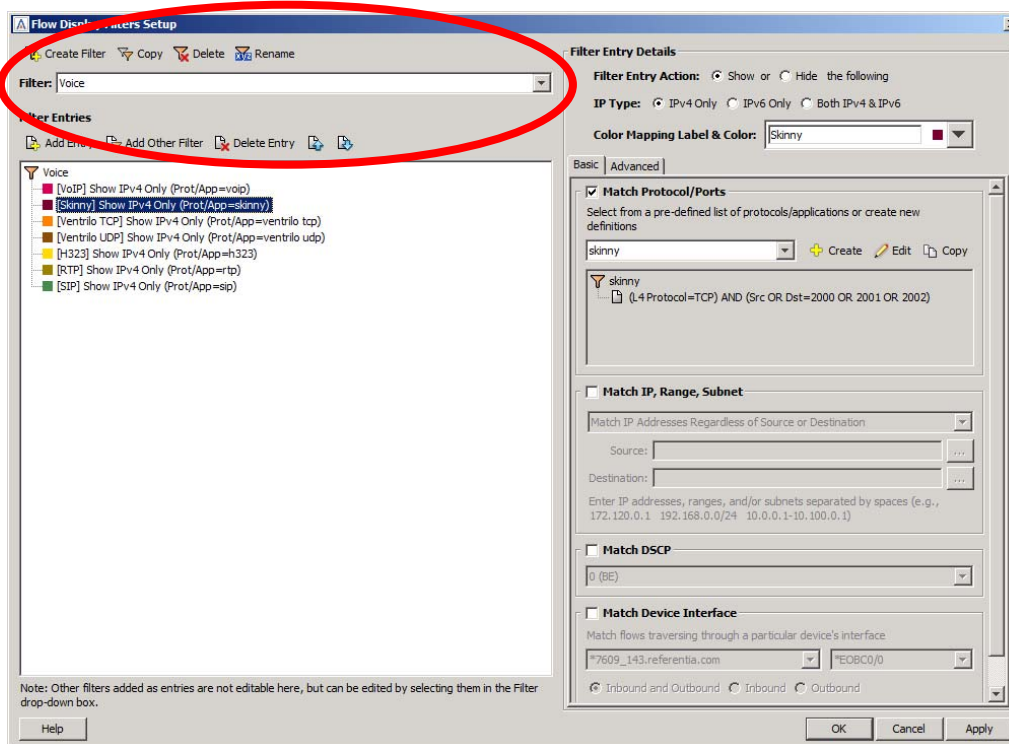 Flow Display Filters Setup
Create Filter Copy Delete Rename
Filter: Voice
Filter Entries
Add Entry Add Other Filter Delete Entry
Voice
[VoIP] Show IPv4 Only (Prot/App=voip)
[Skinny] Show IPv4 Only (Prot/App=skinny)
[Ventrilo TCP] Show IPv4 Only (Prot/App=ventrilo tcp)
[Ventrilo UDP] Show IPv4 Only (Prot/App=ventrilo udp)
[H323] Show IPv4 Only (Prot/App=h323)
[RTP] Show IPv4 Only (Prot/App=rtp)
[SIP] Show IPv4 Only (Prot/App=sip)
Note: Other filters added as entries are not editable here, but can be edited by selecting them in the Filter
drop-down box.
Help
Filter Entry Details
Filter Entry Action: Show or Hide the following
IP Type: IPv4 Only IPv6 Only Both IPv4 & IPv6
Color Mapping Label & Color: Skinny
Basic Advanced
Match Protocol/Ports
Select from a pre-defined list of protocols/applications or create new
definitions
skinny Create Edit Copy
skinny
(L4 Protocol=TCP) AND (Src OR Dst=2000 OR 2001 OR 2002)
Match IP, Range, Subnet
Match IP Addresses Regardless of Source or Destination
Source: ...
Destination: ...
Enter IP addresses, ranges, and/or subnets separated by spaces (e.g.,
172.120.0.1 192.168.0.0/24 10.0.0.1-10.100.0.1)
Match DSCP
0 (BE)
Match Device Interface
Match flows traversing through a particular device's interface
*7609_143.referentia.com *EOBC0/0
Inbound and Outbound Inbound Outbound
OK Cancel Apply